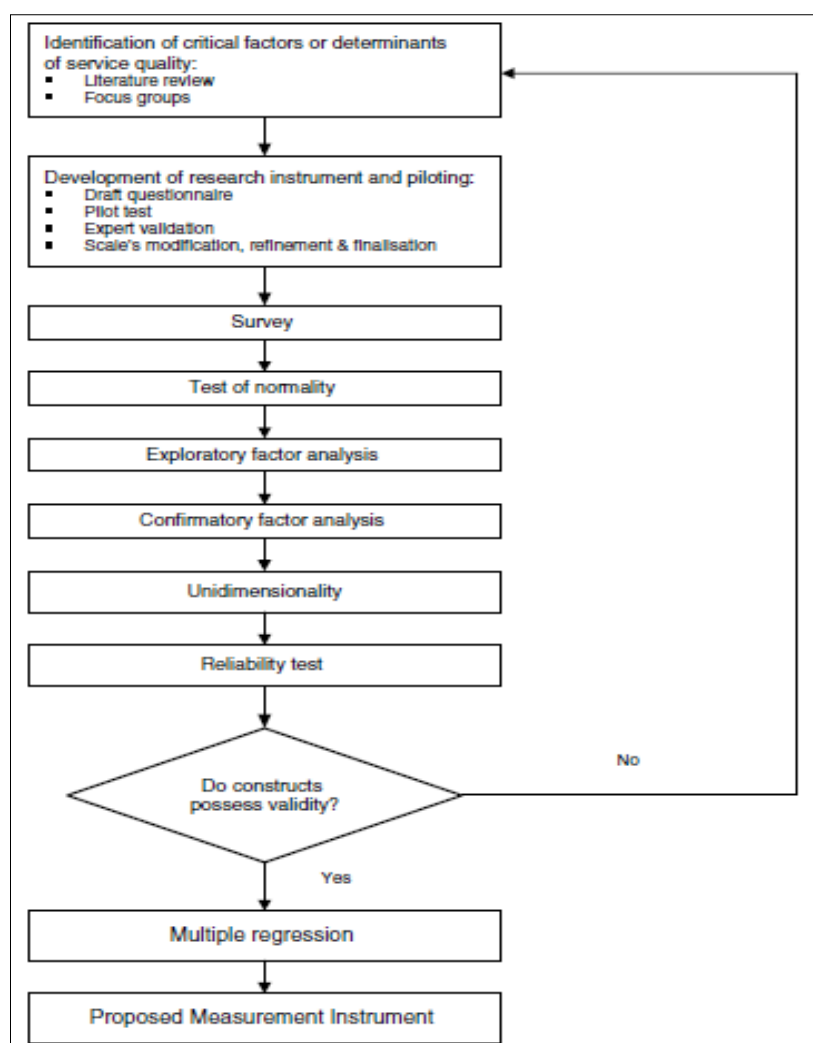 Identification of critical factors or determinants
of service quality:
▪ Literature review
▪ Focus groups
Development of research instrument and piloting:
▪ Draft questionnaire
▪ Pilot test
▪ Expert validation
▪ Scale's modification, refinement & finalisation
Survey
Test of normality
Exploratory factor analysis
Confirmatory factor analysis
Unidimensionality
Reliability test
Do constructs
possess validity?
No
Yes
Multiple regression
Proposed Measurement Instrument